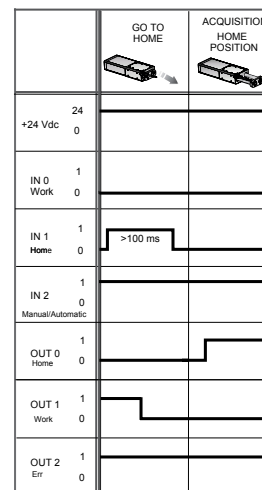 GO TO
HOME
ACQUISITION
HOME
POSITION
24
+24 Vdc
0
1
IN 0
Work
0
1
IN 1
>100 ms
Home
0
1
IN 2
0
Manual/Automatic
1
OUT 0
Home
0
1
OUT 1
Work
0
1
OUT 2
Err
0